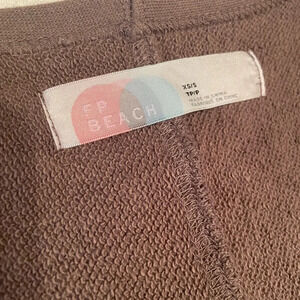 FP
BEACH
XS/S
TP/P
MADE IN CHINA
FABRIQUÉ EN CHINE